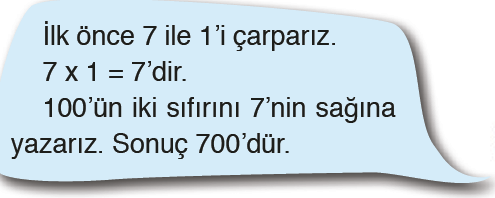 İlk önce 7 ile 1’i çarparız.
7 x 1 = 7’dir.
100’ün iki sıfırını 7’nin sağına
yazarız. Sonuç 700’dür.